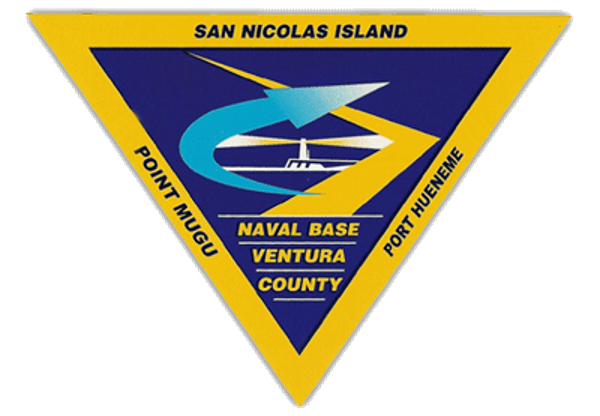 SAN NICOLAS ISLAND
POINT MUGU
PORT HUENEME
NAVAL BASE
VENTURA
COUNTY